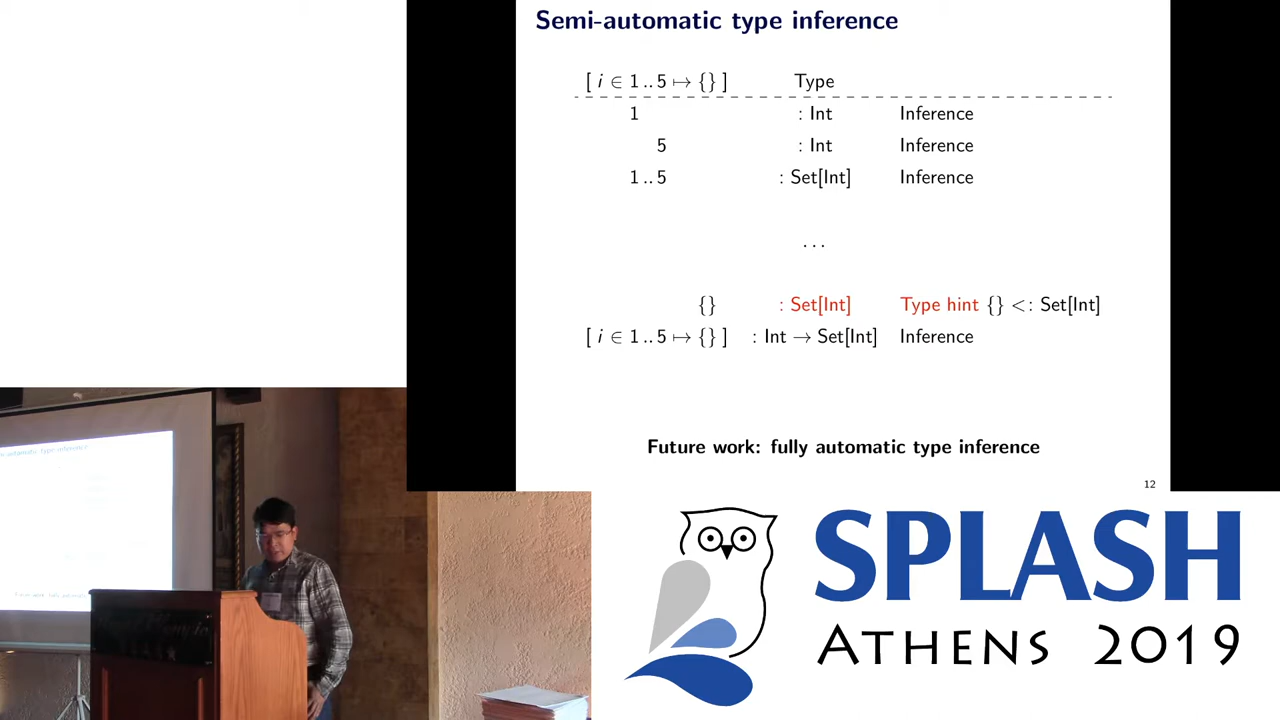 Semi-automatic type inference
[ i ∈ 1 .. 5 ↦ {} ] Type
1 : Int Inference
5 : Int Inference
1 .. 5 : Set[Int] Inference
. . .
{} : Set[Int] Type hint {} <: Set[Int]
[ i ∈ 1 .. 5 ↦ {} ] : Int → Set[Int] Inference
Future work: fully automatic type inference
12
SPLASH
ATHENS 2019